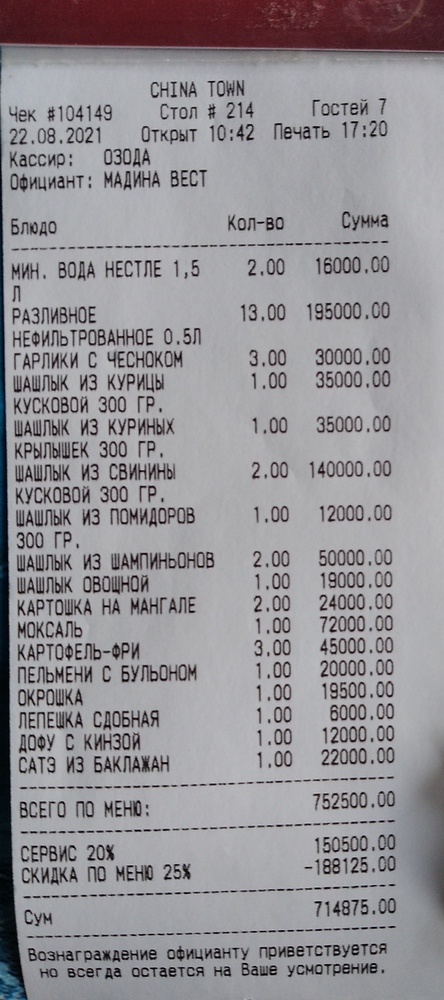 CHINA TOWN
Чек #104149 Стол # 214 Гостей 7
22.08.2021 Открыт 10:42 Печать 17:20
Кассир: ОЗОДА
Официант: МАДИНА ВЕСТ
Блюдо Кол-во Сумма
МИН. ВОДА НЕСТЛЕ 1,5 2.00 16000.00
Л
РАЗЛИВНОЕ 13.00 195000.00
НЕФИЛЬТРОВАННОЕ 0.5Л
ГАРЛИКИ С ЧЕСНОКОМ 3.00 30000.00
ШАШЛЫК ИЗ КУРИЦЫ 1.00 35000.00
КУСКОВОЙ 300 ГР.
ШАШЛЫК ИЗ КУРИНЫХ 1.00 35000.00
КРЫЛЫШЕК 300 ГР.
ШАШЛЫК ИЗ СВИНИНЫ 2.00 140000.00
КУСКОВОЙ 300 ГР.
ШАШЛЫК ИЗ ПОМИДОРОВ 1.00 12000.00
300 ГР.
ШАШЛЫК ИЗ ШАМПИНЬОНОВ 2.00 50000.00
ШАШЛЫК ОВОЩНОЙ 1.00 19000.00
КАРТОШКА НА МАНГАЛЕ 2.00 24000.00
МОКСАЛЬ 1.00 72000.00
КАРТОФЕЛЬ-ФРИ 3.00 45000.00
ПЕЛЬМЕНИ С БУЛЬОНОМ 1.00 20000.00
ОКРОШКА 1.00 19500.00
ЛЕПЕШКА СДОБНАЯ 1.00 6000.00
ДОФУ С КИНЗОЙ 1.00 12000.00
САТЭ ИЗ БАКЛАЖАН 1.00 22000.00
ВСЕГО ПО МЕНЮ: 752500.00
СЕРВИС 20% 150500.00
СКИДКА ПО МЕНЮ 25% -188125.00
Сум 714875.00
Вознаграждение официанту приветствуется
но всегда остается на Ваше усмотрение.